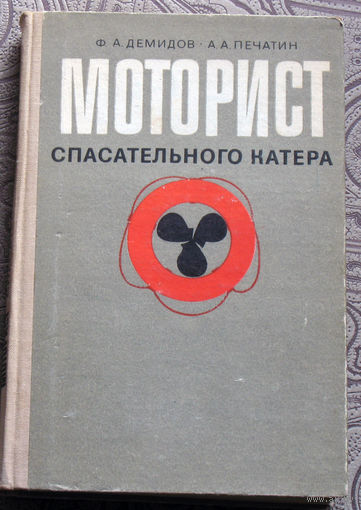 Ф. А. ДЕМИДОВ · А. А. ПЕЧАТИН
МОТОРИСТ
СПАСАТЕЛЬНОГО КАТЕРА